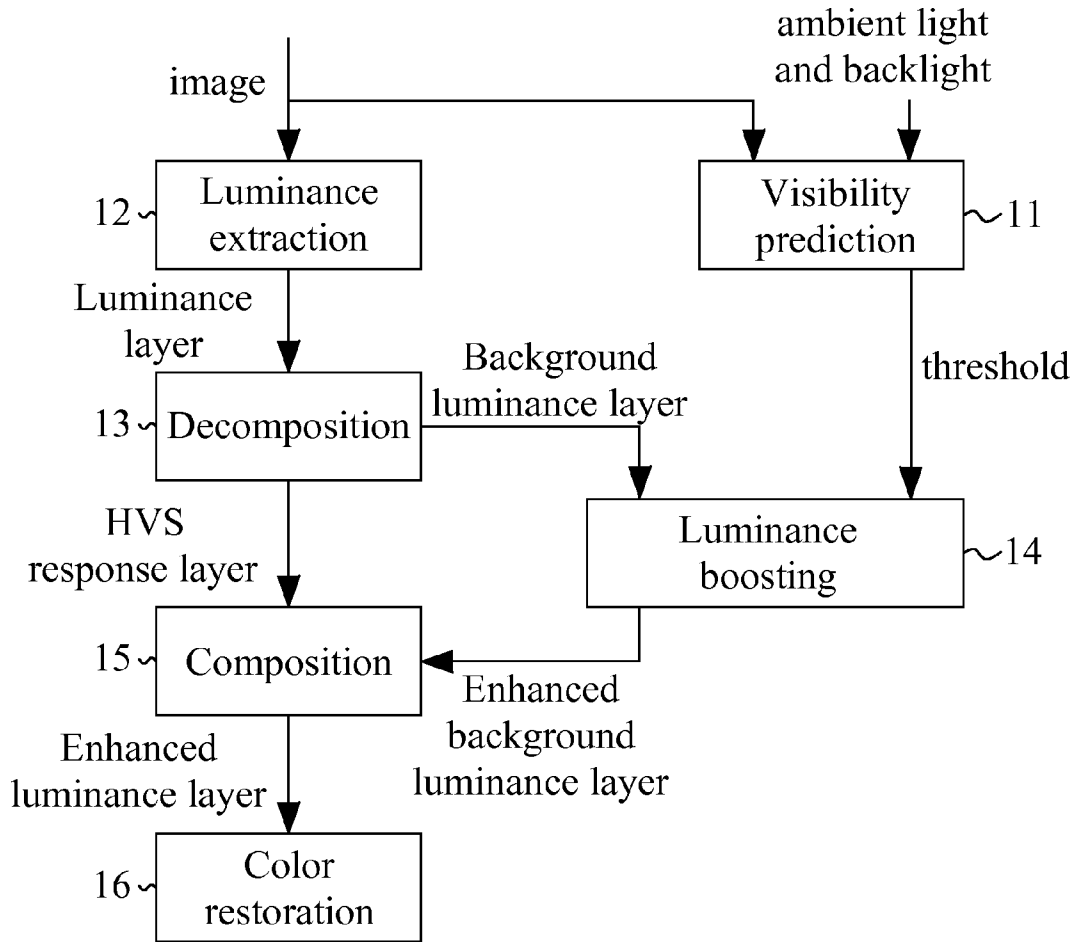 ambient light
and backlight
image
12
Luminance
extraction
Visibility
prediction
11
Luminance
layer
Background
luminance layer
threshold
13
Decomposition
HVS
response layer
Luminance
boosting
14
15
Composition
Enhanced
background
luminance layer
Enhanced
luminance layer
16
Color
restoration